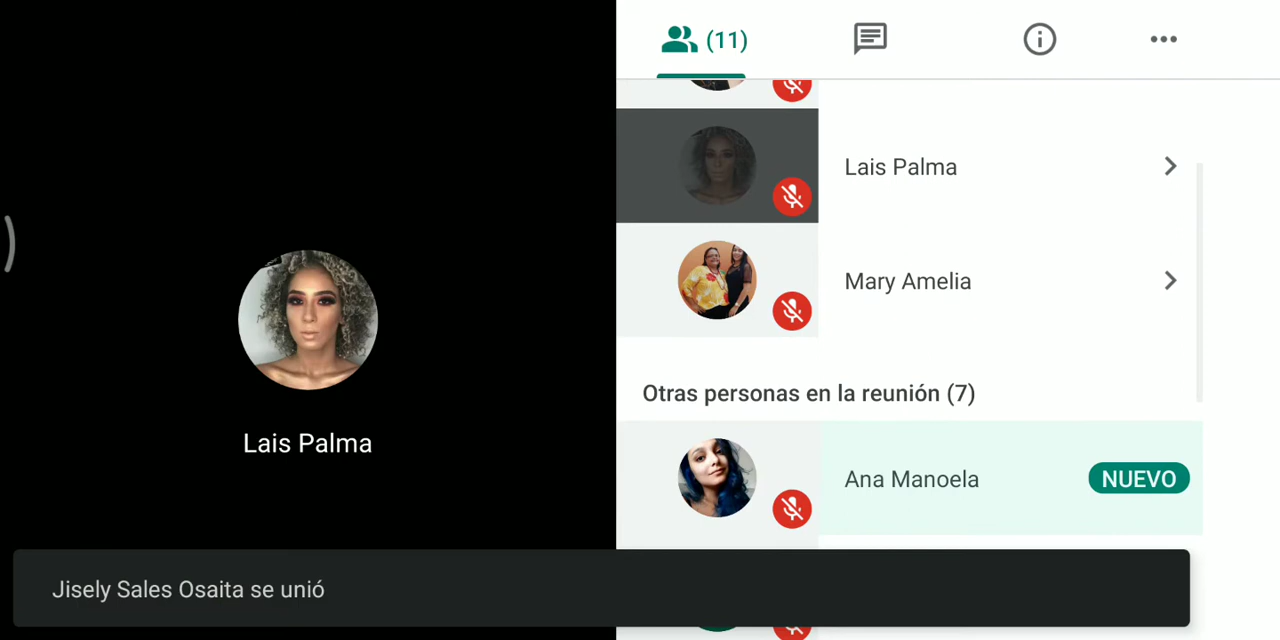 (11)
Lais Palma
Mary Amelia
Otras personas en la reunión (7)
Ana Manoela
NUEVO
Lais Palma
Jisely Sales Osaita se unió